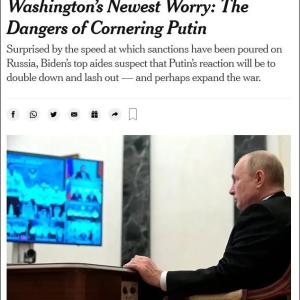 Washington's Newest Worry: The
Dangers of Cornering Putin
Surprised by the speed at which sanctions have been poured on
Russia, Biden's top aides suspect that Putin's reaction will be to
double down and lash out — and perhaps expand the war.